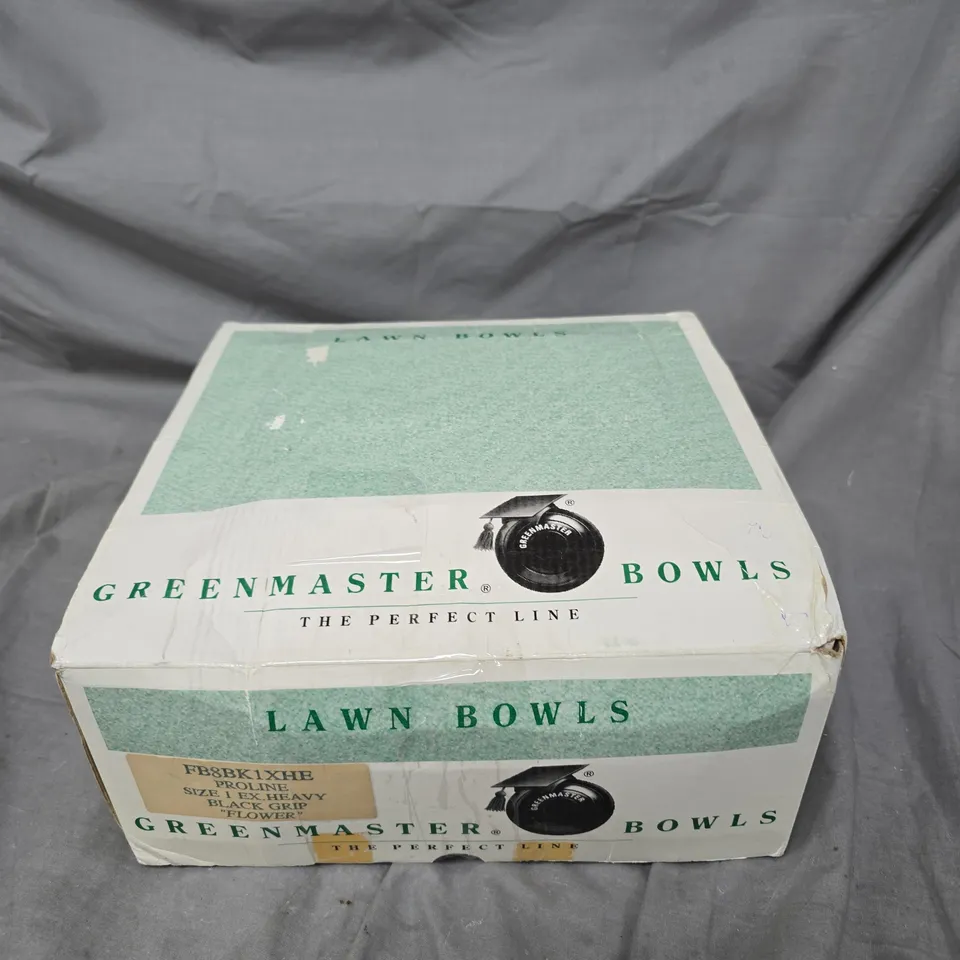 LAWN BOWLS
GREENMASTER
®
GREENMASTER® BOWLS
THE PERFECT LINE
LAWN BOWLS
FB8BK1XHE
PROLINE
SIZE 1 EX.HEAVY
BLACK GRIP
"FLOWER"
®
GREENMASTER
GREENMASTER® BOWLS
THE PERFECT LINE